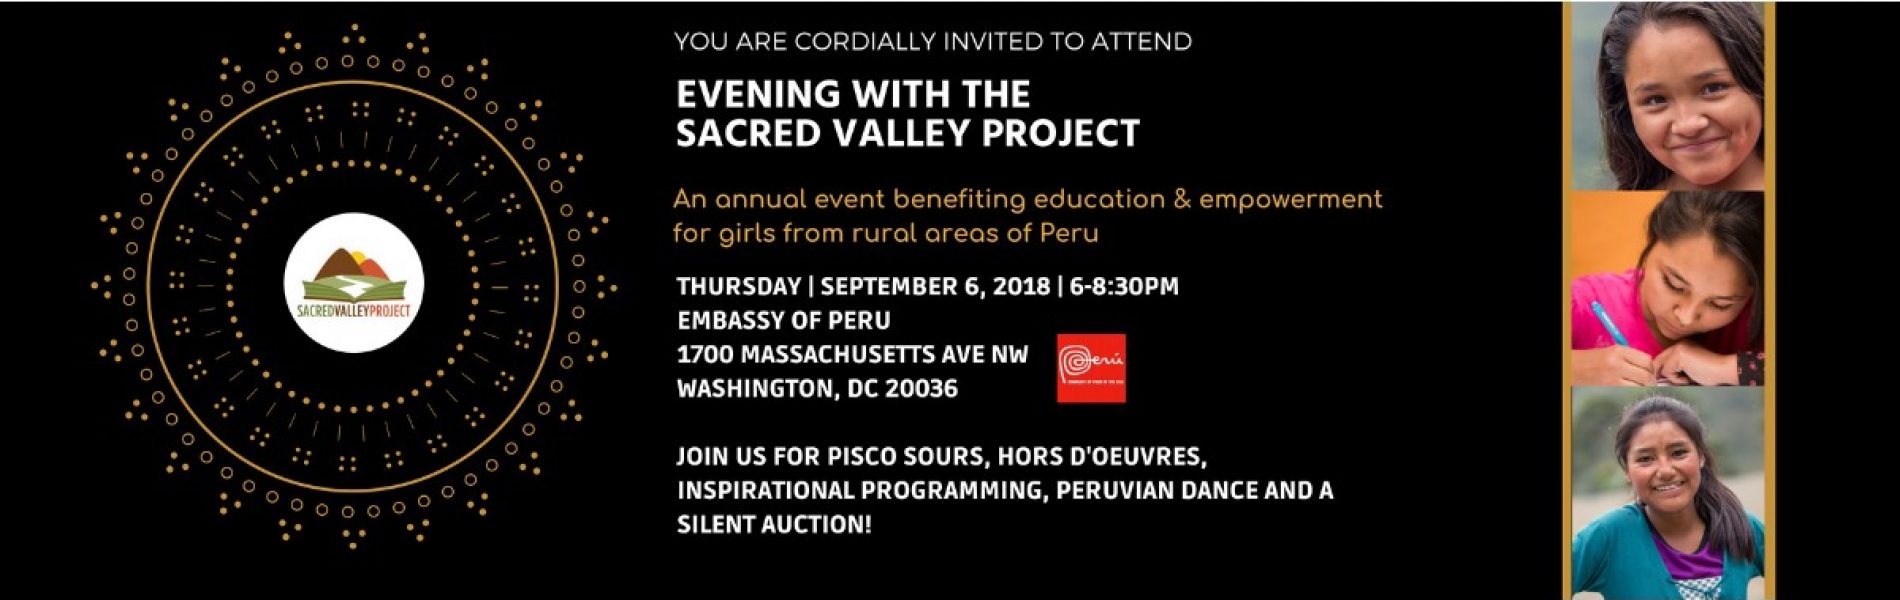 YOU ARE CORDIALLY INVITED TO ATTEND
EVENING WITH THE
SACRED VALLEY PROJECT
An annual event benefiting education & empowerment
for girls from rural areas of Peru
THURSDAY | SEPTEMBER 6, 2018 | 6-8:30PM
EMBASSY OF PERU
1700 MASSACHUSETTS AVE NW
WASHINGTON, DC 20036
Perú
JOIN US FOR PISCO SOURS, HORS D'OEUVRES,
INSPIRATIONAL PROGRAMMING, PERUVIAN DANCE AND A
SILENT AUCTION!
SACREDVALLEYPROJECT